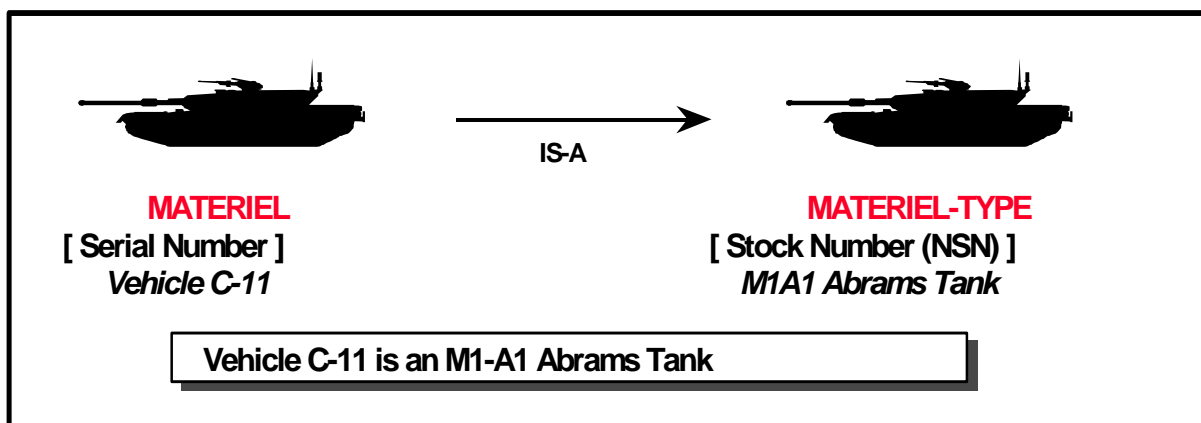 IS-A
MATERIEL
[ Serial Number ]
Vehicle C-11
MATERIEL-TYPE
[ Stock Number (NSN) ]
M1A1 Abrams Tank
Vehicle C-11 is an M1-A1 Abrams Tank